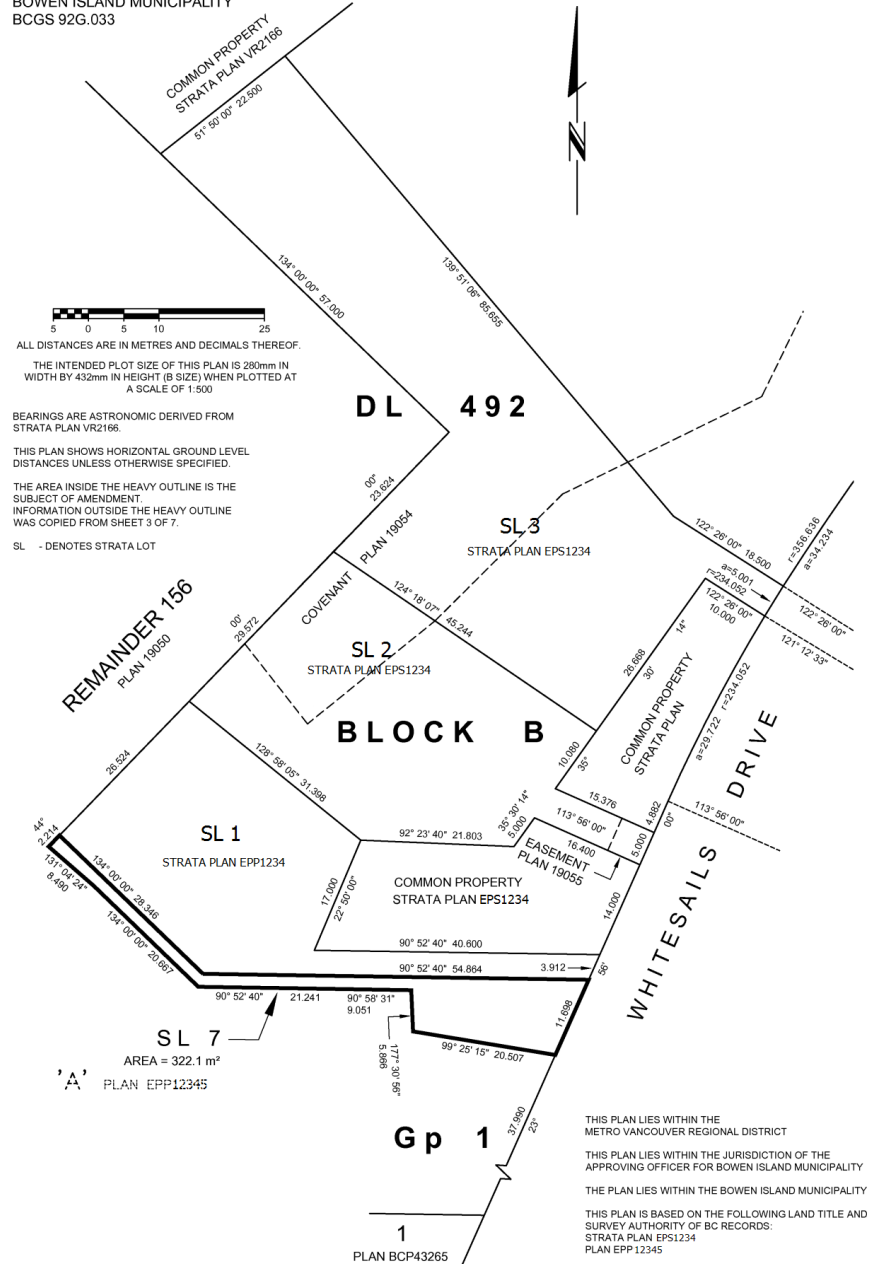 BOWEN ISLAND MUNICIPALITY
BCGS 92G.033
COMMON PROPERTY
STRATA PLAN VR2166
51° 50' 00" 22.500
N
134° 00' 00" 57.000
139° 51' 06" 85.655
5 0 5 10 25
ALL DISTANCES ARE IN METRES AND DECIMALS THEREOF.
THE INTENDED PLOT SIZE OF THIS PLAN IS 280mm IN
WIDTH BY 432mm IN HEIGHT (B SIZE) WHEN PLOTTED AT
A SCALE OF 1:500
BEARINGS ARE ASTRONOMIC DERIVED FROM
STRATA PLAN VR2166.
THIS PLAN SHOWS HORIZONTAL GROUND LEVEL
DISTANCES UNLESS OTHERWISE SPECIFIED.
THE AREA INSIDE THE HEAVY OUTLINE IS THE
SUBJECT OF AMENDMENT.
INFORMATION OUTSIDE THE HEAVY OUTLINE
WAS COPIED FROM SHEET 3 OF 7.
SL - DENOTES STRATA LOT
DL 492
00"
23.624
PLAN 19054
COVENANT
SL 3
STRATA PLAN EPS1234
122° 26' 00" 18.500
r=356.636
a=34.234
a=5.001
r=234.052
122° 26' 00"
10.000
122° 26' 00"
121° 12' 33"
REMAINDER 156
PLAN 19050
00'
29.572
124° 18' 07" 45.244
SL 2
STRATA PLAN EPS1234
14"
26.668
30'
COMMON PROPERTY
STRATA PLAN
a=29.722 r=234.052
BLOCK B
10.080
35°
DRIVE
26.524
128° 58' 05" 31.398
15.376
4.882
00"
113° 56' 00"
35° 30' 14"
5.000
113° 56' 00"
16.400
5.000
44°
2.214
SL 1
STRATA PLAN EPP1234
92° 23' 40" 21.803
EASEMENT
PLAN 19055
131° 04' 24"
8.490
134° 00' 00" 28.346
134° 00' 00" 20.667
17.000
22° 50' 00"
COMMON PROPERTY
STRATA PLAN EPS1234
14.000
WHITESAILS
90° 52' 40" 40.600
90° 52' 40" 54.864
3.912
56'
90° 52' 40" 21.241
90° 58' 31"
9.051
11.698
SL 7
AREA = 322.1 m²
'A' PLAN EPP12345
177° 30' 56"
5.866
99° 25' 15" 20.507
Gp 1
37.990
23°
THIS PLAN LIES WITHIN THE
METRO VANCOUVER REGIONAL DISTRICT
THIS PLAN LIES WITHIN THE JURISDICTION OF THE
APPROVING OFFICER FOR BOWEN ISLAND MUNICIPALITY
THE PLAN LIES WITHIN THE BOWEN ISLAND MUNICIPALITY
THIS PLAN IS BASED ON THE FOLLOWING LAND TITLE AND
SURVEY AUTHORITY OF BC RECORDS:
STRATA PLAN EPS1234
PLAN EPP 12345
1
PLAN BCP43265